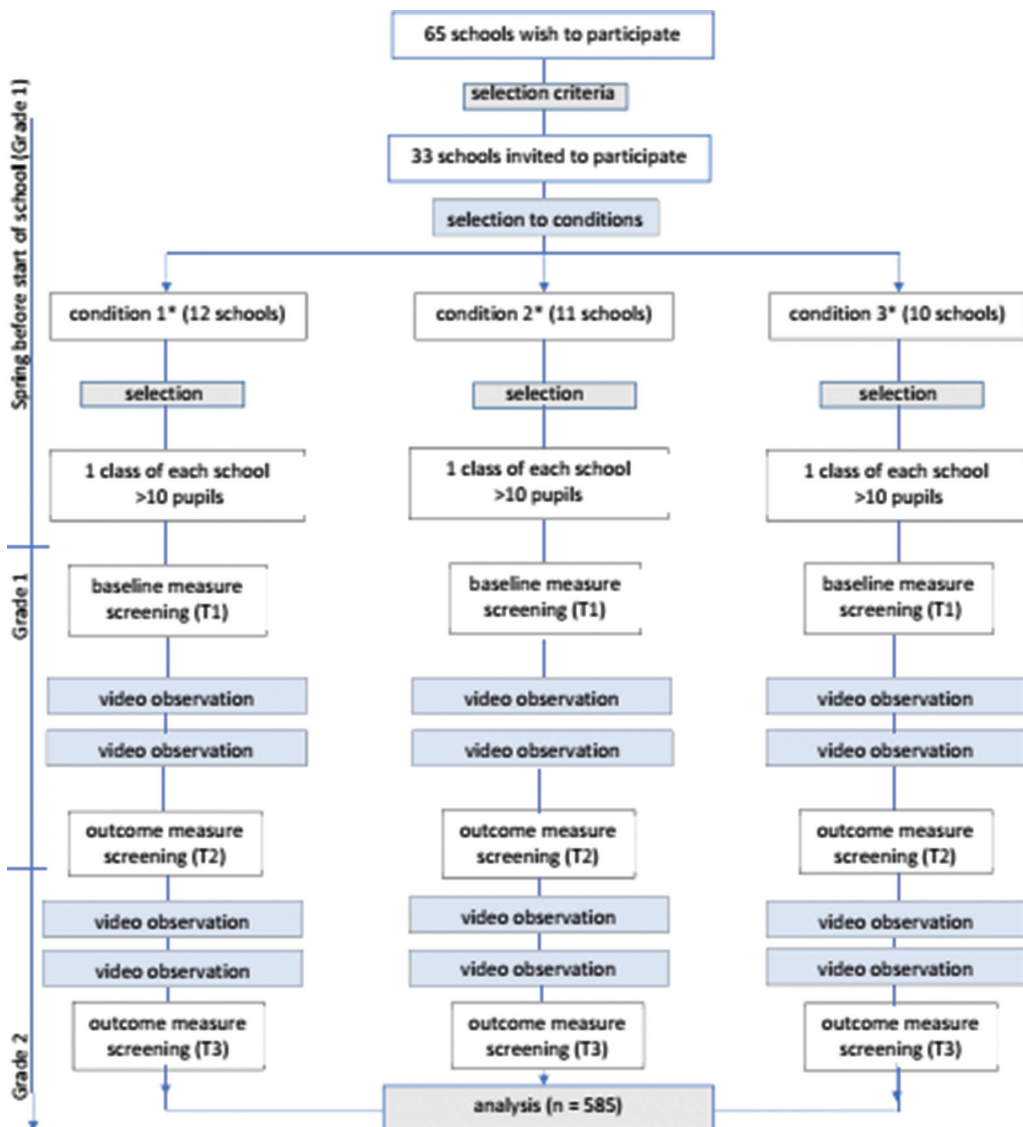 65 schools wish to participate
selection criteria
33 schools invited to participate
selection to conditions
Spring before start of school (Grade 1)
condition 1* (12 schools)
condition 2* (11 schools)
condition 3* (10 schools)
selection
selection
selection
1 class of each school
>10 pupils
1 class of each school
>10 pupils
1 class of each school
>10 pupils
Grade 1
baseline measure
screening (T1)
baseline measure
screening (T1)
baseline measure
screening (T1)
video observation
video observation
video observation
video observation
video observation
video observation
outcome measure
screening (T2)
outcome measure
screening (T2)
outcome measure
screening (T2)
Grade 2
video observation
video observation
video observation
video observation
video observation
video observation
outcome measure
screening (T3)
outcome measure
screening (T3)
outcome measure
screening (T3)
analysis (n = 585)